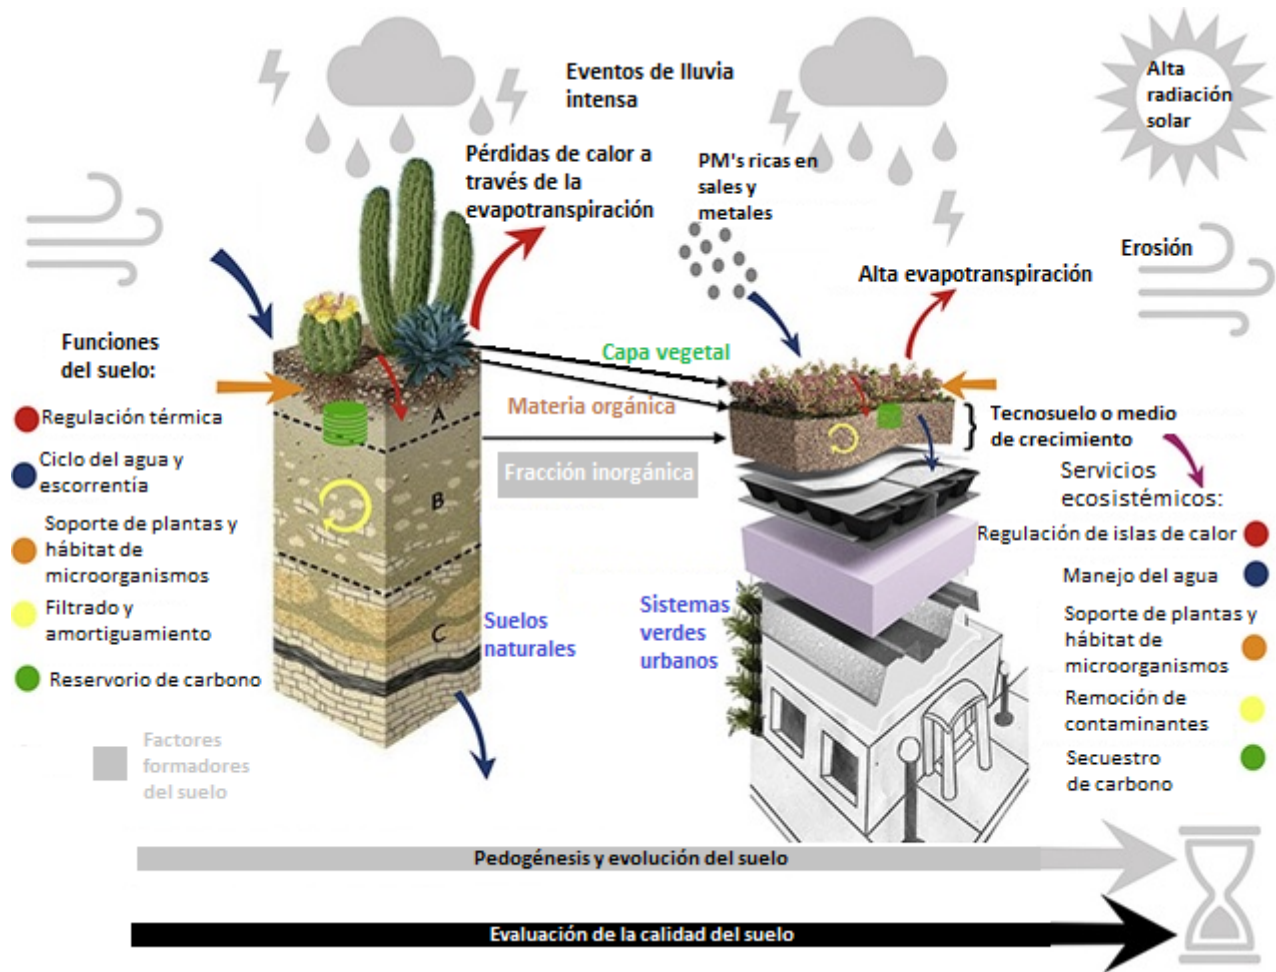 Eventos de lluvia
intensa
Alta
radiación
solar
Pérdidas de calor a
través de la
evapotranspiración
PM's ricas en
sales y
metales
Erosión
Alta evapotranspiración
Funciones
del suelo:
Regulación térmica
Ciclo del agua y
escorrentía
Soporte de plantas y
hábitat de
microorganismos
Filtrado y
amortiguamiento
Reservorio de carbono
Factores
formadores
del suelo
A
B
C
Capa vegetal
Materia orgánica
Fracción inorgánica
Suelos
naturales
Sistemas
verdes
urbanos
Tecnosuelo o medio
de crecimiento
Servicios
ecosistémicos:
Regulación de islas de calor
Manejo del agua
Soporte de plantas y
hábitat de
microorganismos
Remoción de
contaminantes
Secuestro
de carbono
Pedogénesis y evolución del suelo
Evaluación de la calidad del suelo